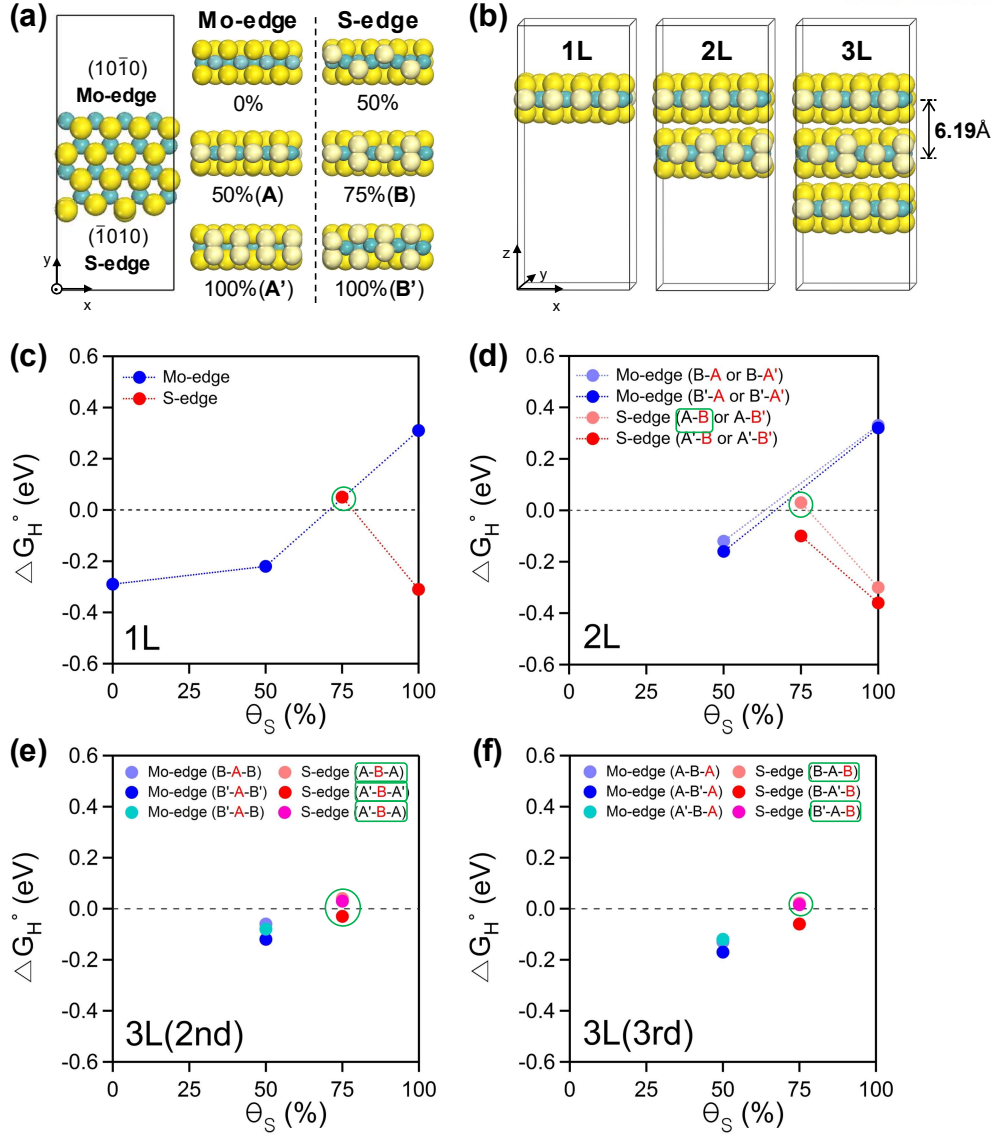 (a)
Mo-edge S-edge
(101̅0)
Mo-edge
(1̅010)
S-edge
y
x
0% 50%
50%(A) 75%(B)
100%(A') 100%(B')
(b)
1L 2L 3L
6.19Å
z
y
x
(c)
0.6
0.4
0.2
0.0
-0.2
-0.4
-0.6
△G_H° (eV)
Mo-edge
S-edge
1L
0 25 50 75 100
Θ_S (%)
(d)
0.6
0.4
0.2
0.0
-0.2
-0.4
-0.6
△G_H° (eV)
Mo-edge (B-A or B-A')
Mo-edge (B'-A or B'-A')
S-edge (A-B or A-B')
S-edge (A'-B or A'-B')
2L
0 25 50 75 100
Θ_S (%)
(e)
0.6
0.4
0.2
0.0
-0.2
-0.4
-0.6
△G_H° (eV)
Mo-edge (B-A-B) S-edge (A-B-A)
Mo-edge (B'-A-B') S-edge (A'-B-A')
Mo-edge (B'-A-B) S-edge (A'-B-A)
3L(2nd)
0 25 50 75 100
Θ_S (%)
(f)
0.6
0.4
0.2
0.0
-0.2
-0.4
-0.6
△G_H° (eV)
Mo-edge (A-B-A) S-edge (B-A-B)
Mo-edge (A-B'-A) S-edge (B-A'-B)
Mo-edge (A'-B-A) S-edge (B'-A-B)
3L(3rd)
0 25 50 75 100
Θ_S (%)